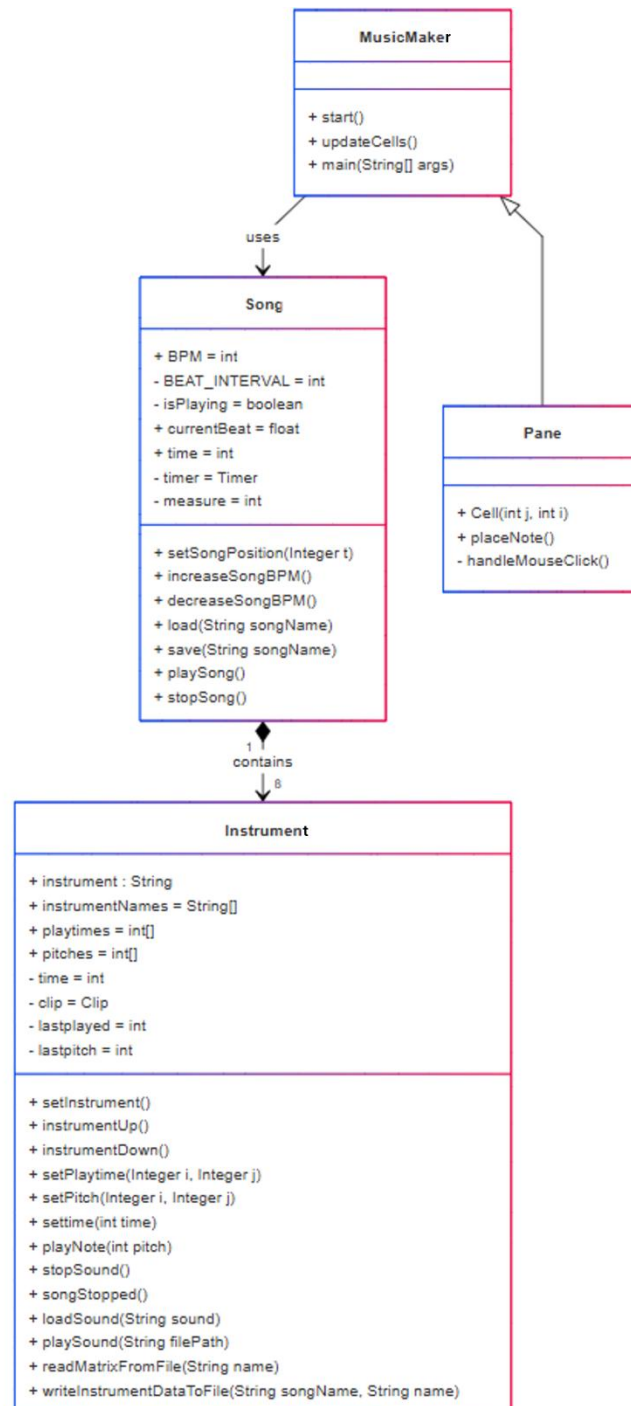 MusicMaker
+ start()
+ updateCells()
+ main(String[] args)
uses
Song
+ BPM = int
- BEAT_INTERVAL = int
- isPlaying = boolean
+ currentBeat = float
+ time = int
- timer = Timer
- measure = int
+ setSongPosition(Integer t)
+ increaseSongBPM()
+ decreaseSongBPM()
+ load(String songName)
+ save(String songName)
+ playSong()
+ stopSong()
Pane
+ Cell(int j, int i)
+ placeNote()
- handleMouseClick()
1
contains
8
Instrument
+ instrument : String
+ instrumentNames = String[]
+ playtimes = int[]
+ pitches = int[]
- time = int
- clip = Clip
- lastplayed = int
- lastpitch = int
+ setInstrument()
+ instrumentUp()
+ instrumentDown()
+ setPlaytime(Integer i, Integer j)
+ setPitch(Integer i, Integer j)
+ settime(int time)
+ playNote(int pitch)
+ stopSound()
+ songStopped()
+ loadSound(String sound)
+ playSound(String filePath)
+ readMatrixFromFile(String name)
+ writeInstrumentDataToFile(String songName, String name)